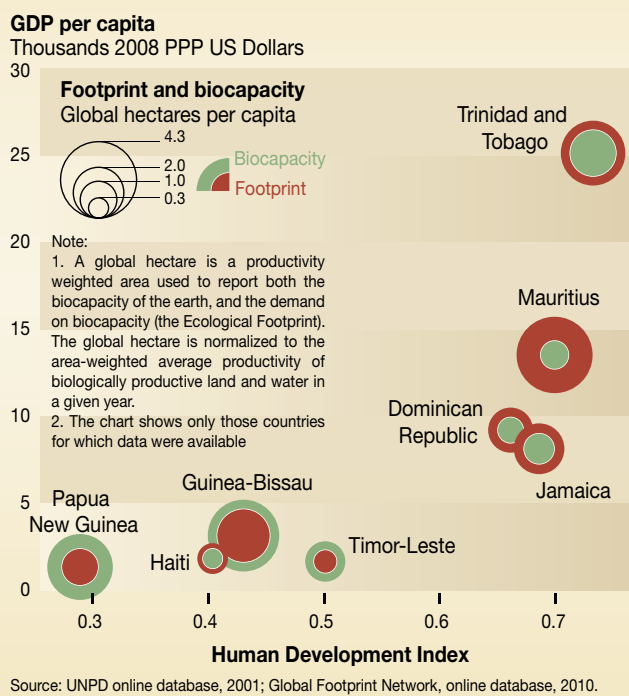 GDP per capita
Thousands 2008 PPP US Dollars
30
25
20
15
10
5
0
Footprint and biocapacity
Global hectares per capita
4.3
2.0
1.0
0.3
Biocapacity
Footprint
Note:
1. A global hectare is a productivity
weighted area used to report both the
biocapacity of the earth, and the demand
on biocapacity (the Ecological Footprint).
The global hectare is normalized to the
area-weighted average productivity of
biologically productive land and water in
a given year.
2. The chart shows only those countries
for which data were available
Trinidad and
Tobago
Mauritius
Dominican
Republic
Jamaica
Guinea-Bissau
Papua
New Guinea
Haiti
Timor-Leste
0.3
0.4
0.5
0.6
0.7
Human Development Index
Source: UNPD online database, 2001; Global Footprint Network, online database, 2010.